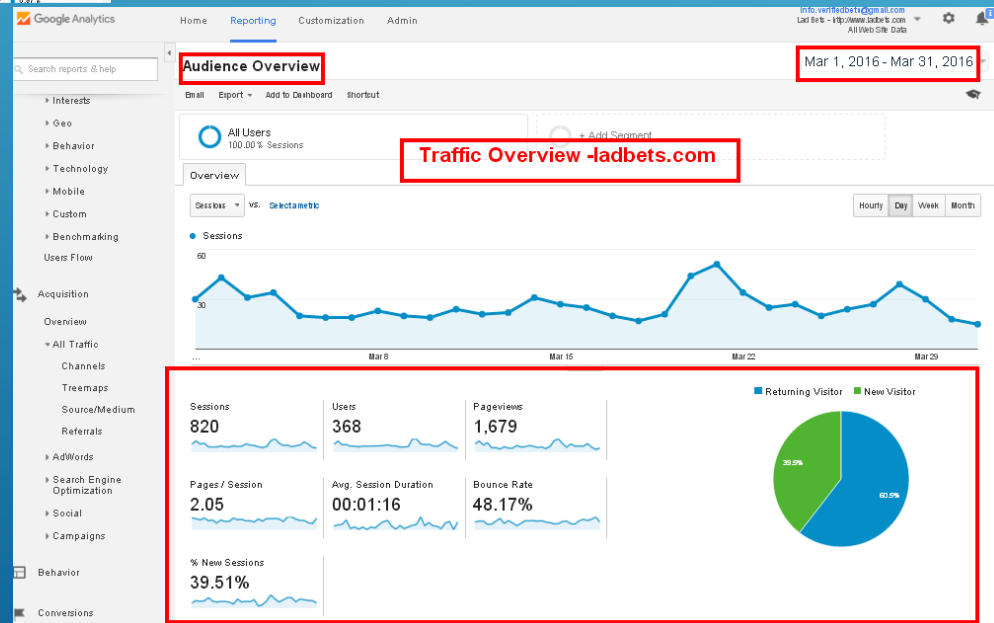 Google Analytics
Home Reporting Customization Admin
info.verifiedbets@gmail.com
Lad Bets - http://www.ladbets.com
All Web Site Data
Search reports & help
Audience Overview
Mar 1, 2016 - Mar 31, 2016
Email Export Add to Dashboard Shortcut
All Users
100.00% Sessions
+ Add Segment
Traffic Overview -ladbets.com
Overview
Sessions VS. Select a metric
Hourly Day Week Month
Sessions
60
30
... Mar 8 Mar 15 Mar 22 Mar 29
Interests
Geo
Behavior
Technology
Mobile
Custom
Benchmarking
Users Flow
Acquisition
Overview
All Traffic
Channels
Treemaps
Source/Medium
Referrals
AdWords
Search Engine
Optimization
Social
Campaigns
Behavior
Conversions
Sessions
820
Users
368
Pageviews
1,679
Pages / Session
2.05
Avg. Session Duration
00:01:16
Bounce Rate
48.17%
% New Sessions
39.51%
Returning Visitor New Visitor
39.5%
60.5%